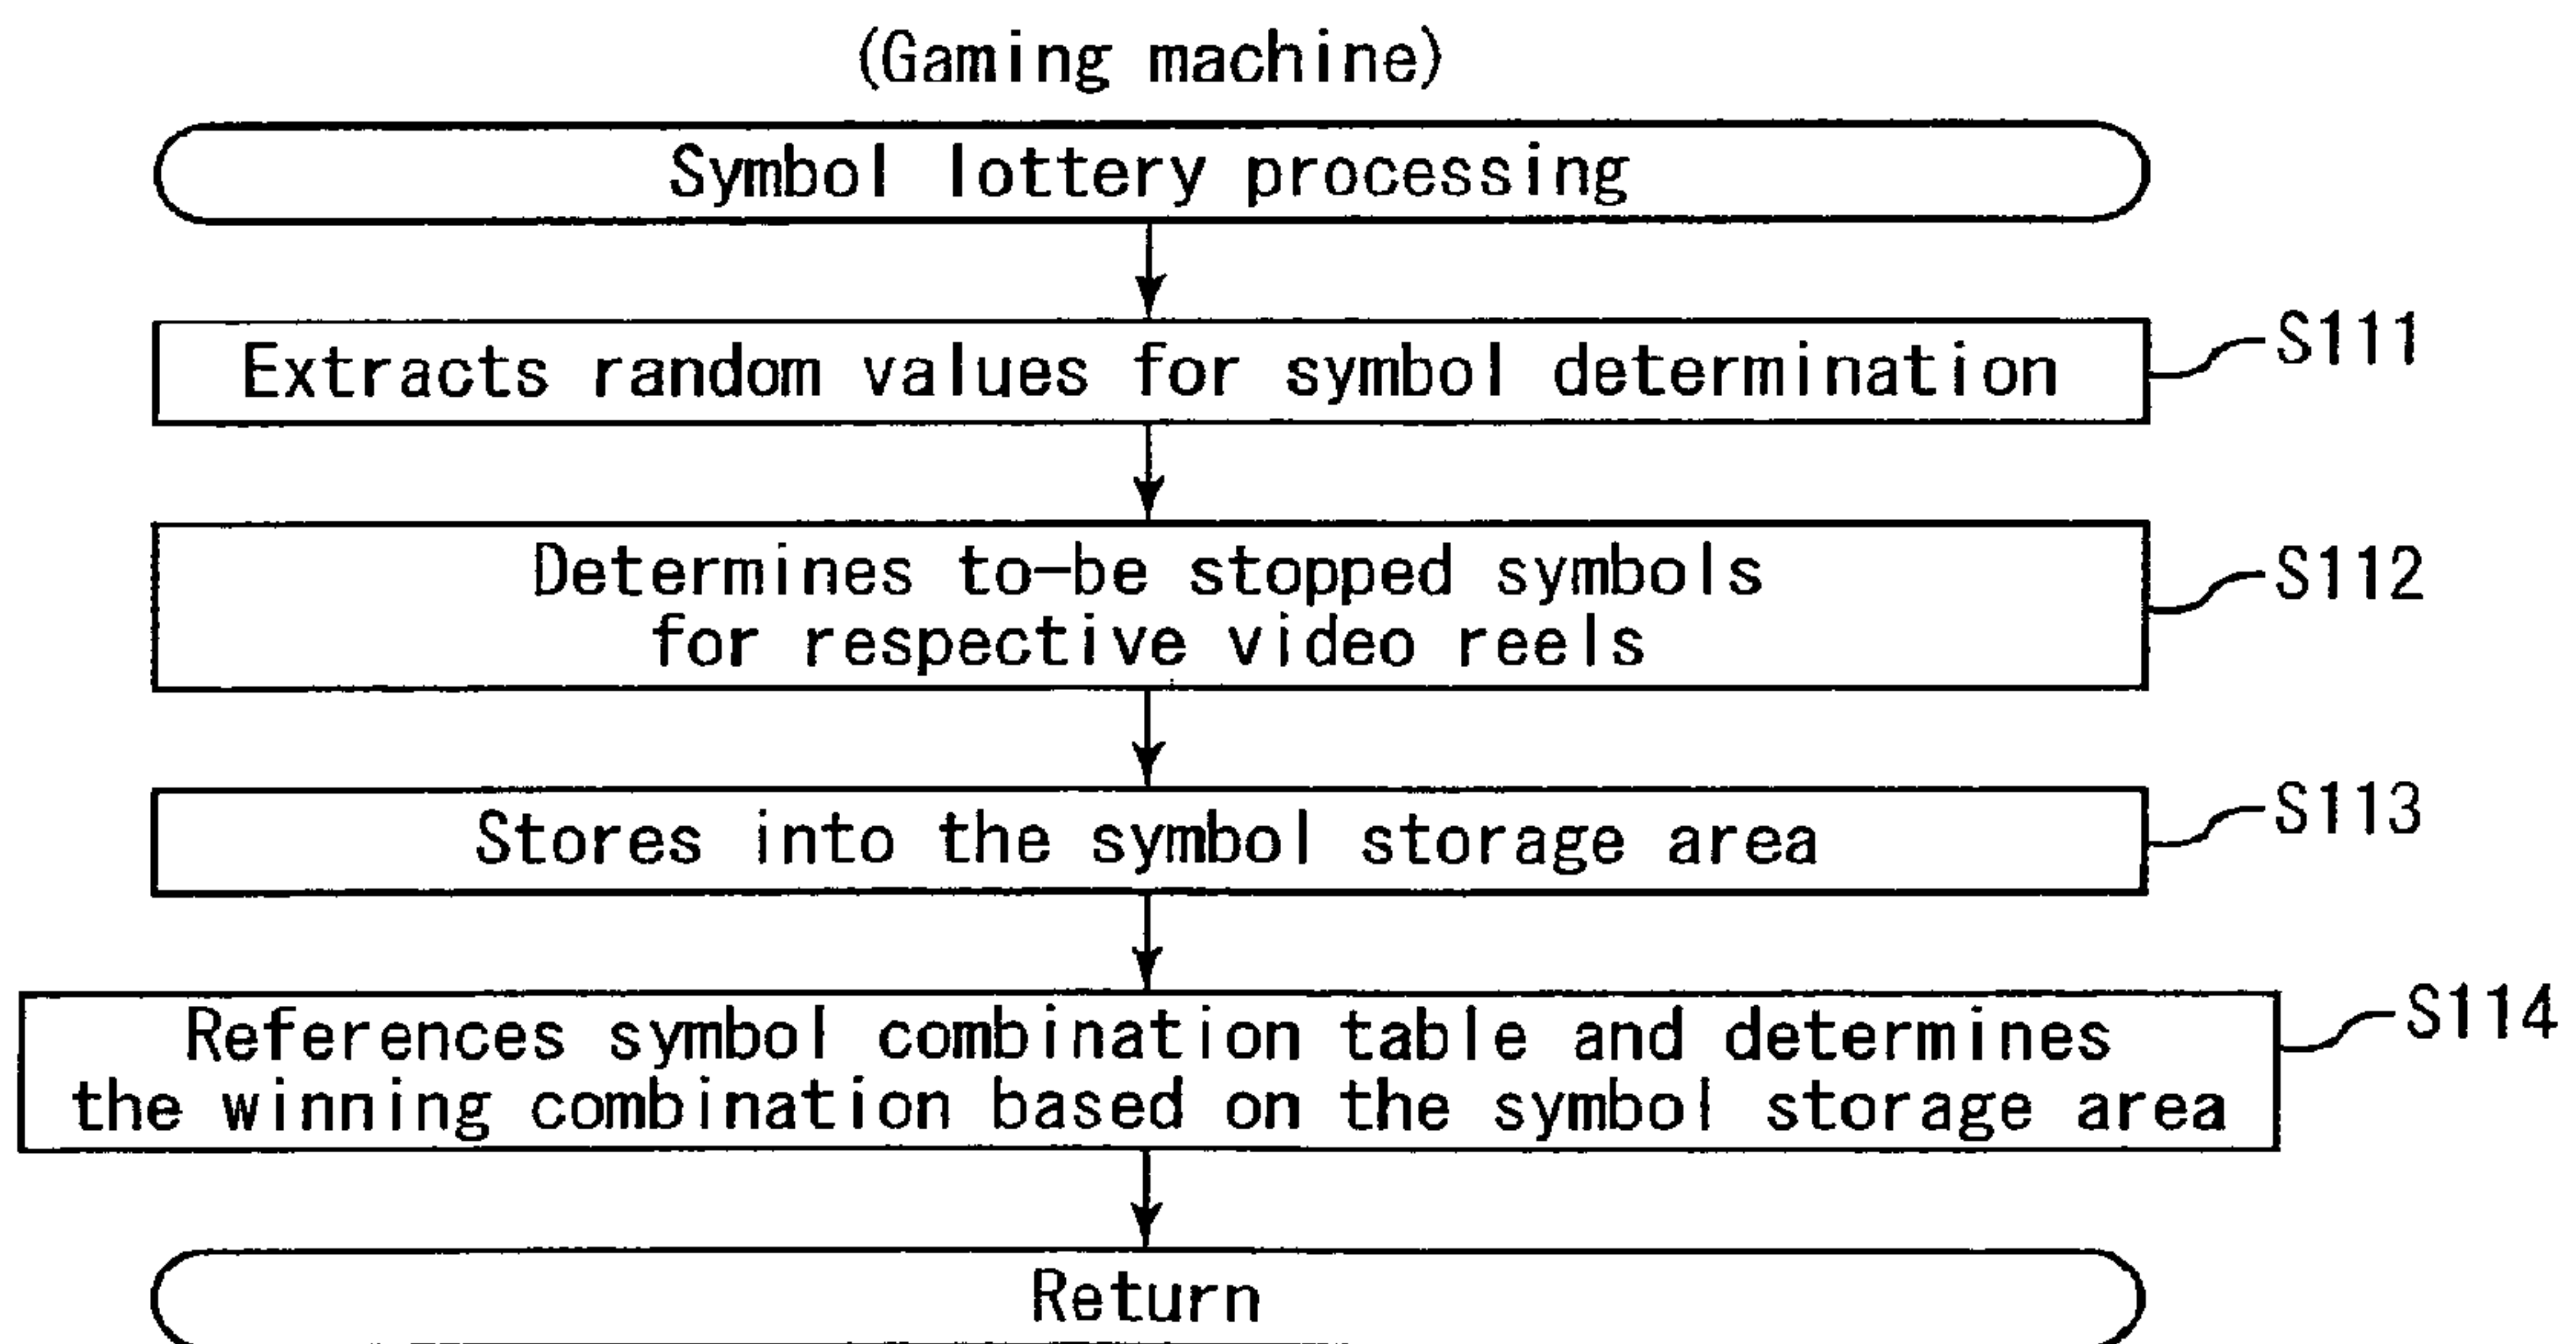 (Gaming machine)
Symbol lottery processing
Extracts random values for symbol determination
S111
Determines to-be stopped symbols
for respective video reels
S112
Stores into the symbol storage area
S113
References symbol combination table and determines
the winning combination based on the symbol storage area
S114
Return